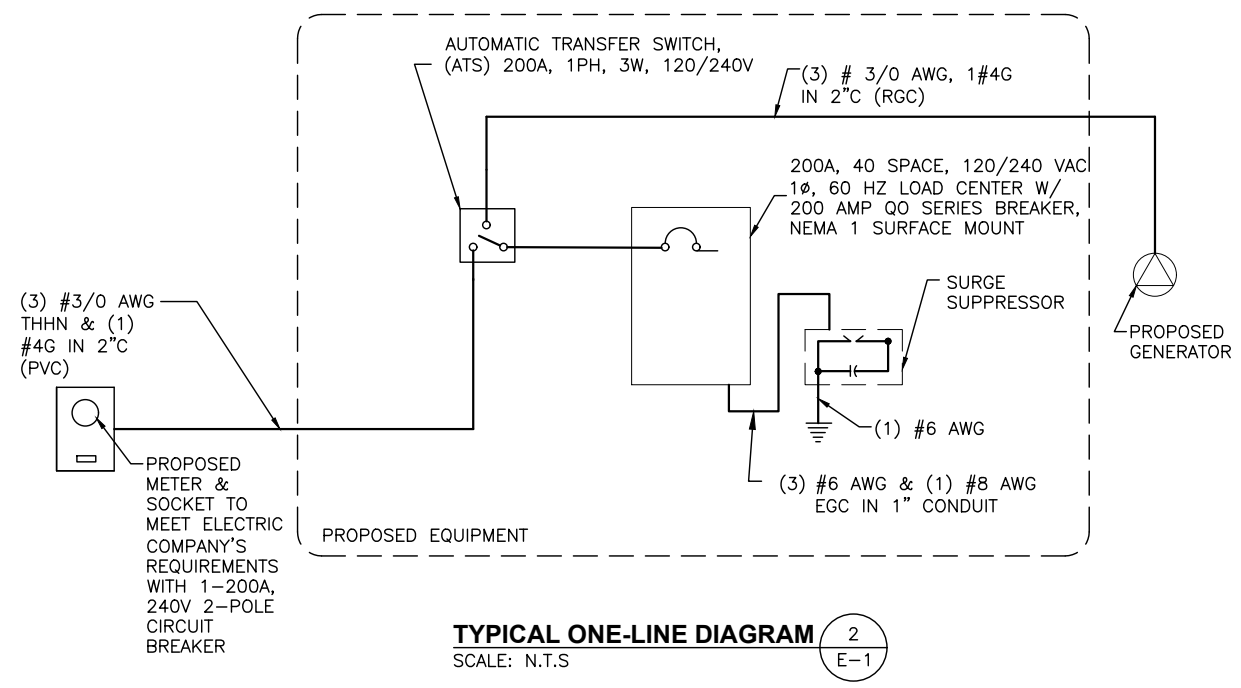 AUTOMATIC TRANSFER SWITCH,
(ATS) 200A, 1PH, 3W, 120/240V
(3) # 3/0 AWG, 1#4G
IN 2"C (RGC)
200A, 40 SPACE, 120/240 VAC
1ø, 60 HZ LOAD CENTER W/
200 AMP QO SERIES BREAKER,
NEMA 1 SURFACE MOUNT
SURGE
SUPPRESSOR
PROPOSED
GENERATOR
(3) #3/0 AWG
THHN & (1)
#4G IN 2"C
(PVC)
(1) #6 AWG
PROPOSED
METER &
SOCKET TO
MEET ELECTRIC
COMPANY'S
REQUIREMENTS
WITH 1-200A,
240V 2-POLE
CIRCUIT
BREAKER
(3) #6 AWG & (1) #8 AWG
EGC IN 1" CONDUIT
PROPOSED EQUIPMENT
TYPICAL ONE-LINE DIAGRAM
SCALE: N.T.S
2
E-1